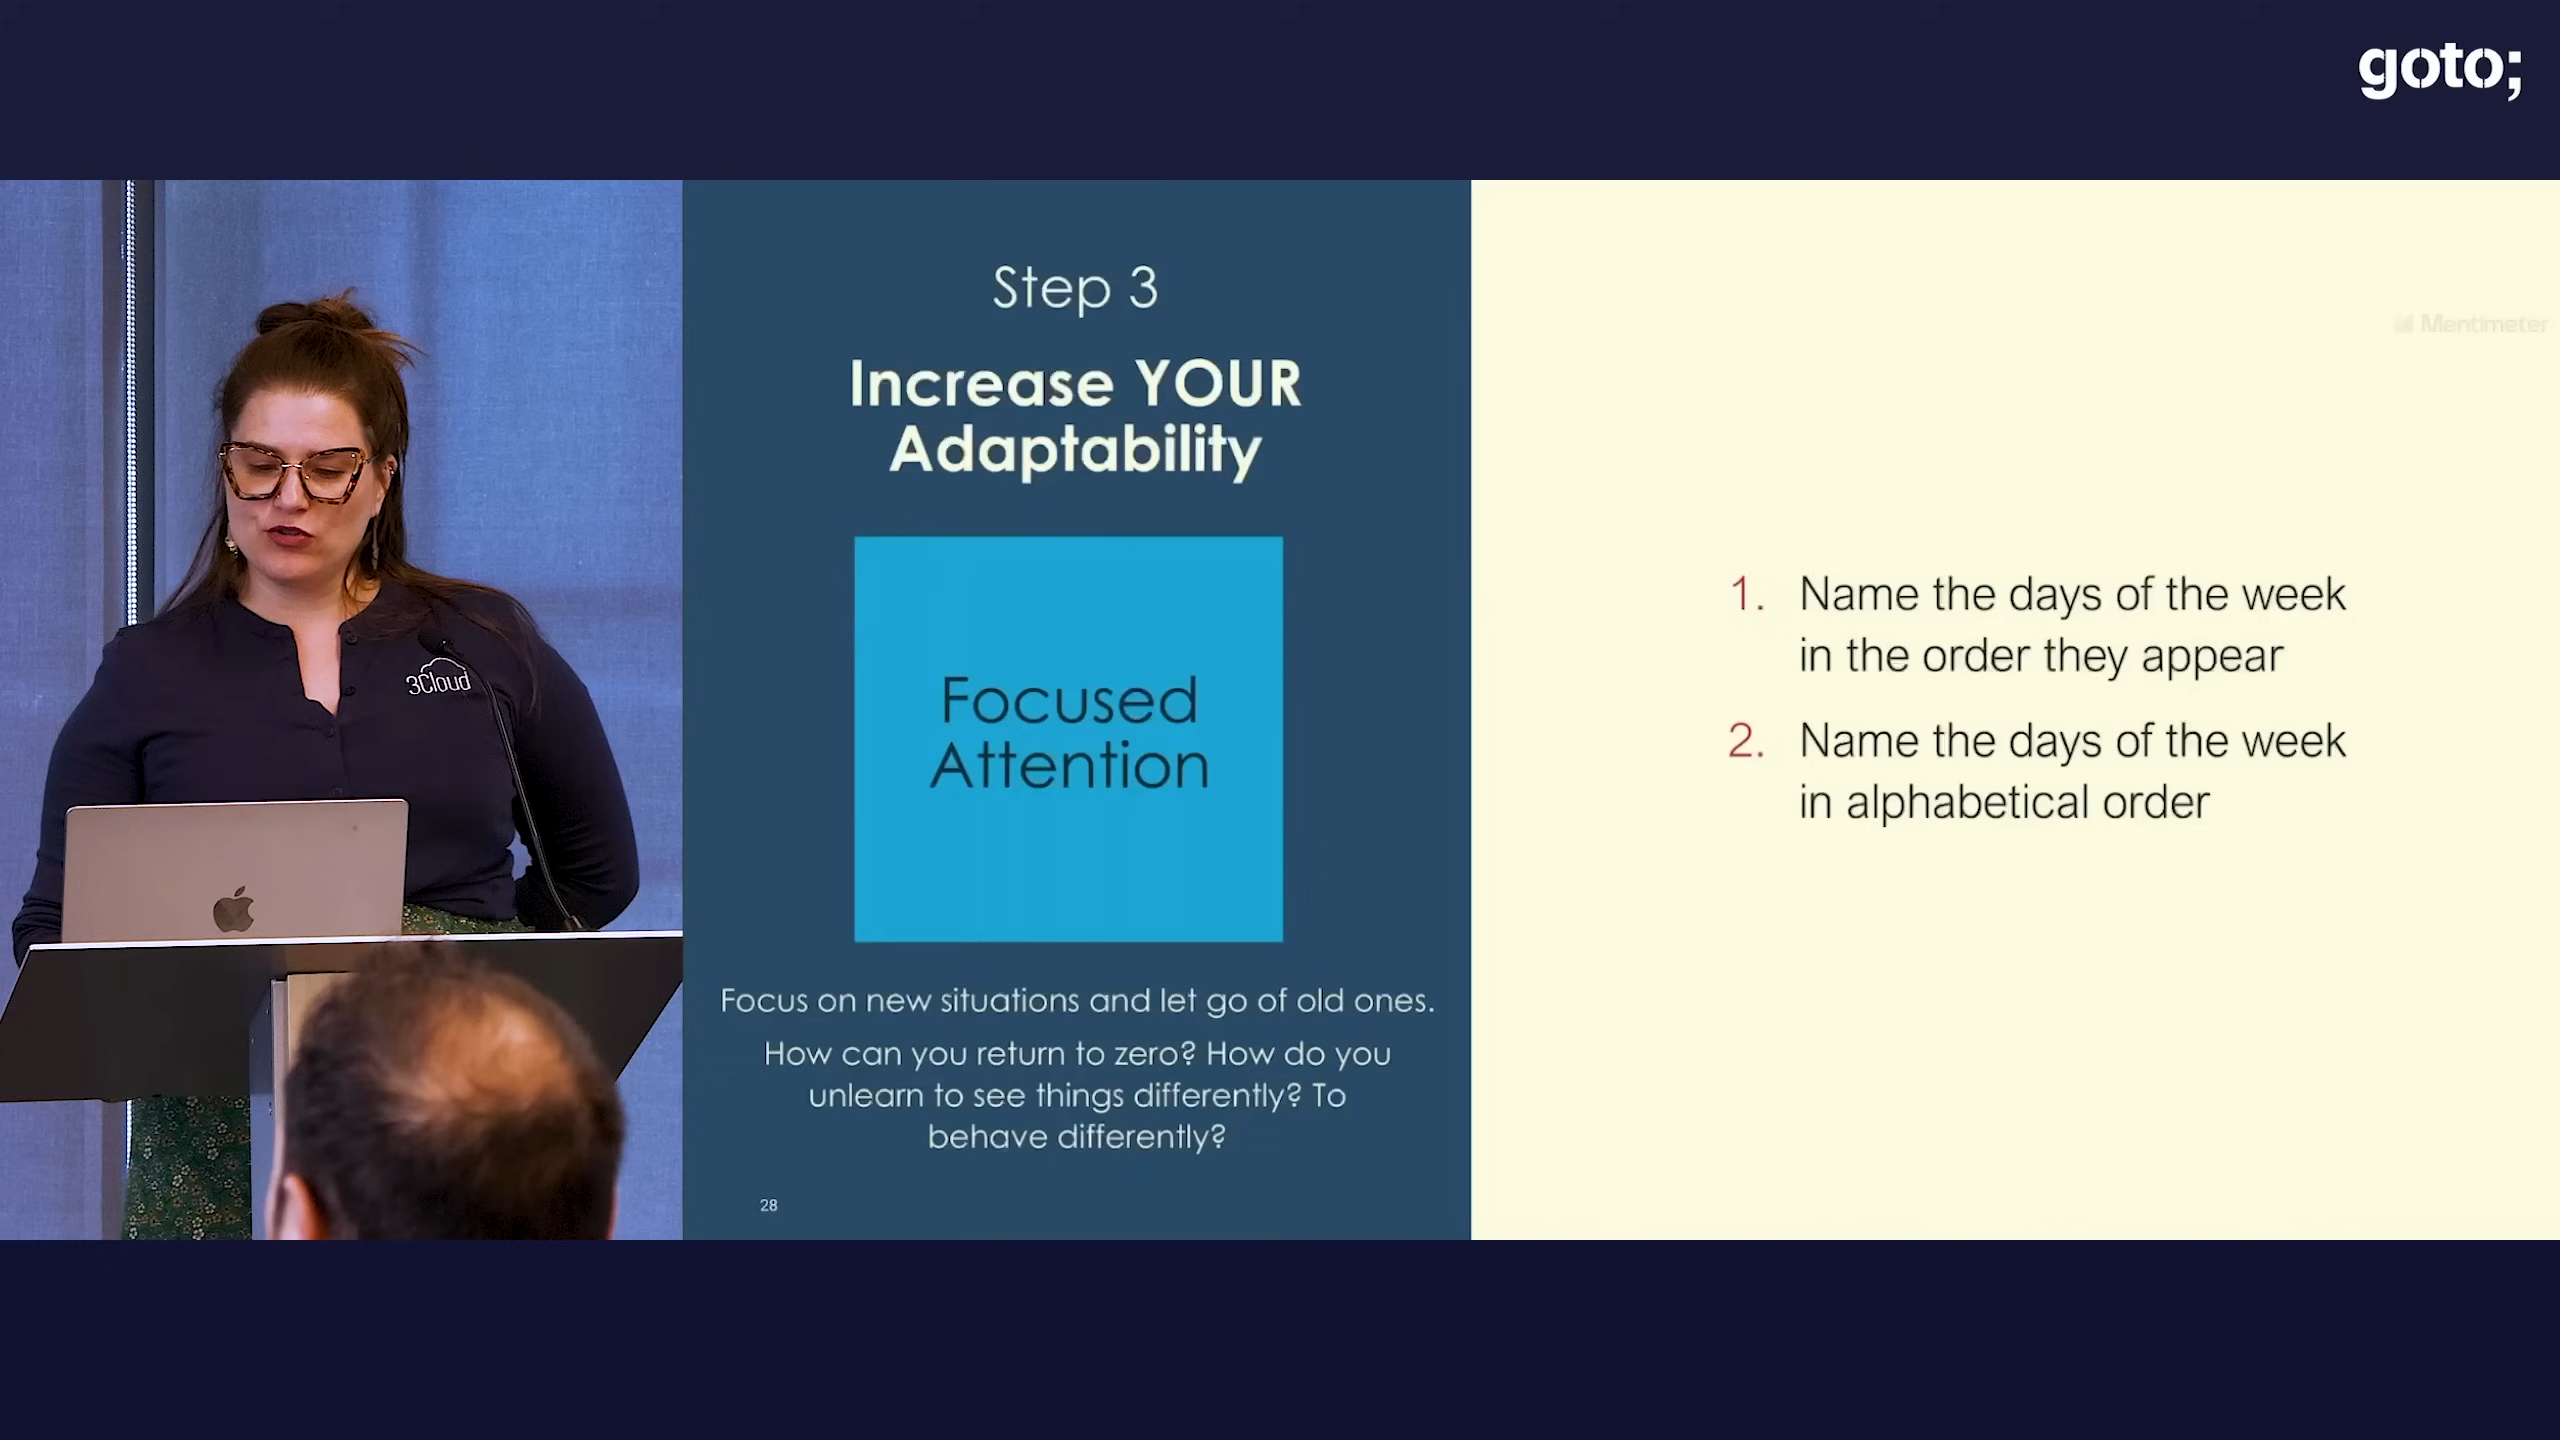 goto;
3Cloud
Step 3
Increase YOUR
Adaptability
Focused
Attention
Focus on new situations and let go of old ones.
How can you return to zero? How do you
unlearn to see things differently? To
behave differently?
28
Mentimeter
1. Name the days of the week
in the order they appear
2. Name the days of the week
in alphabetical order